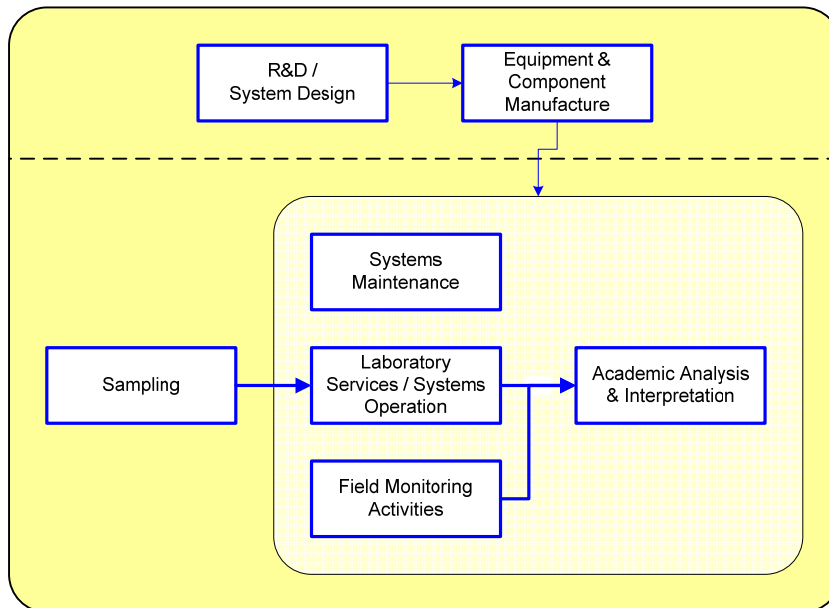 R&D /
System Design
Equipment &
Component
Manufacture
Systems
Maintenance
Sampling
Laboratory
Services / Systems
Operation
Academic Analysis
& Interpretation
Field Monitoring
Activities